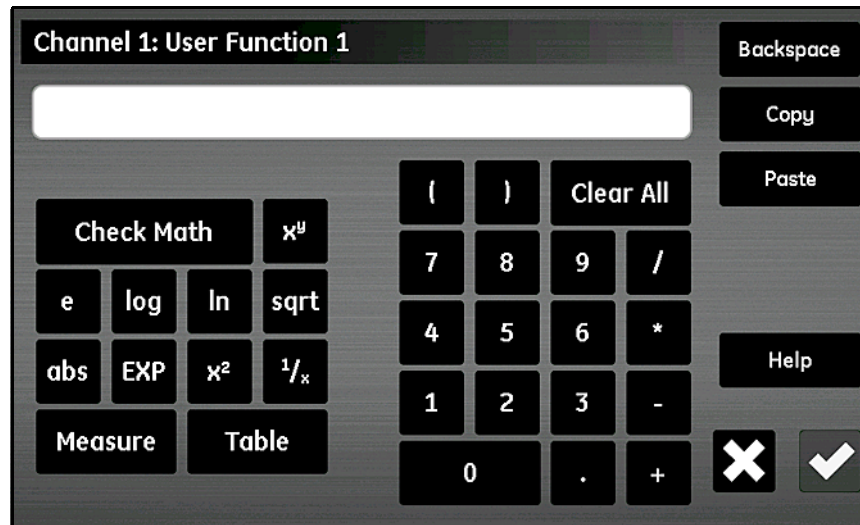 Channel 1: User Function 1
Backspace
Copy
Paste
( ) Clear All
Check Math xʸ
7 8 9 /
e log ln sqrt
4 5 6 *
Help
abs EXP x² ¹/ₓ
1 2 3 -
Measure Table
0 . +